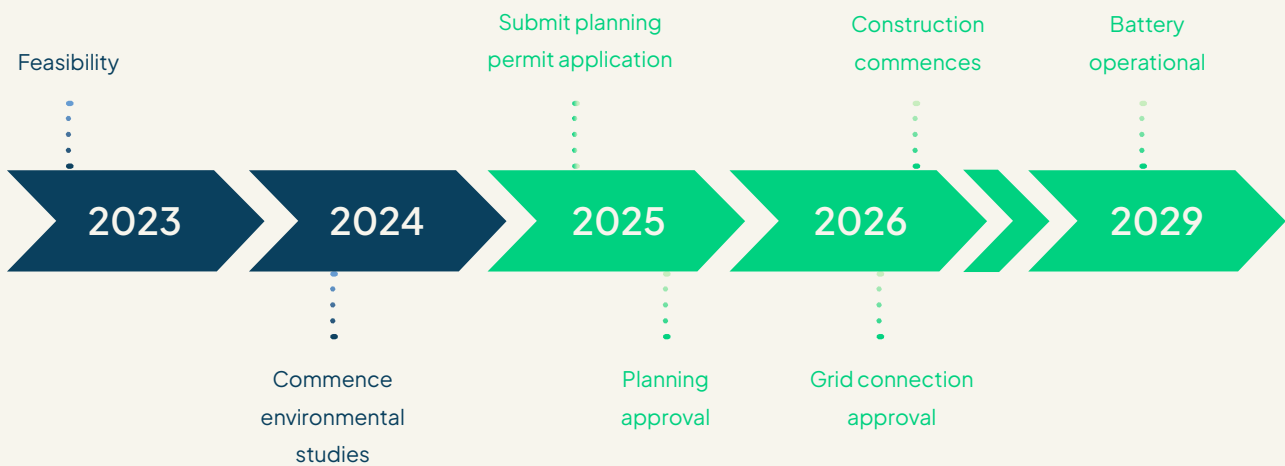 Feasibility
Submit planning
permit application
Construction
commences
Battery
operational
2023
2024
2025
2026
2029
Commence
environmental
studies
Planning
approval
Grid connection
approval